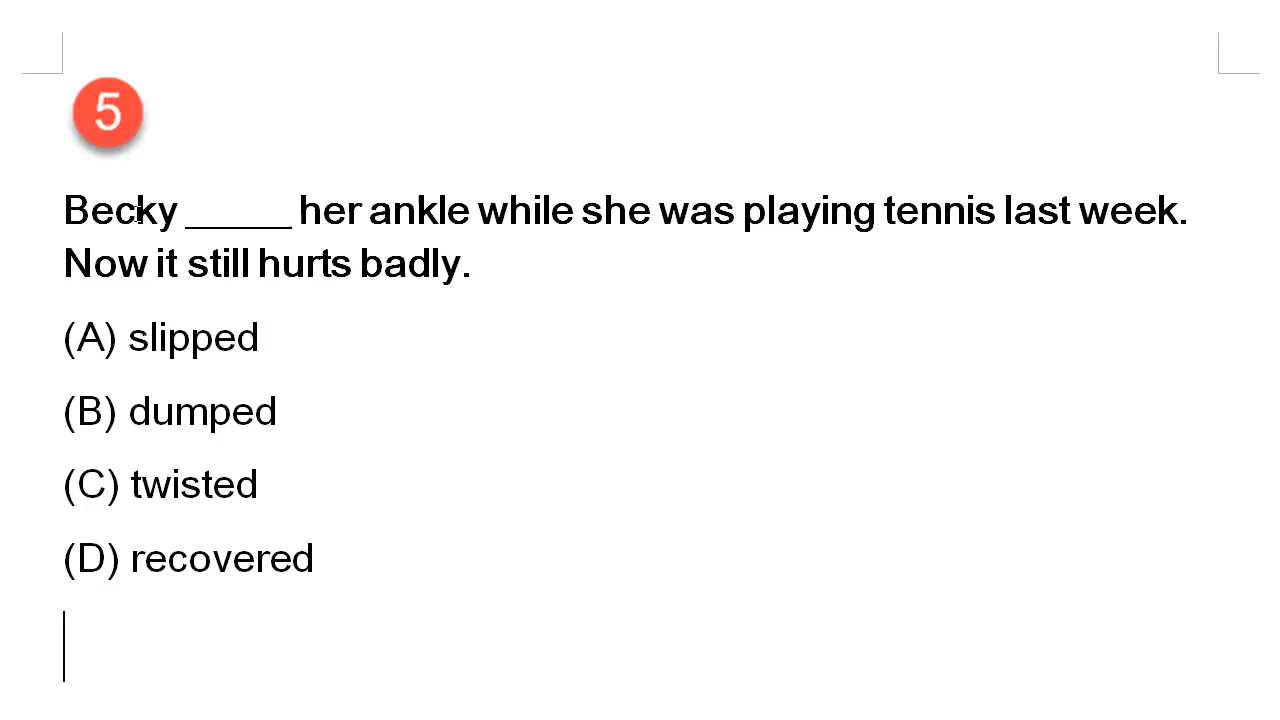 5
Becky _____ her ankle while she was playing tennis last week.
Now it still hurts badly.
(A) slipped
(B) dumped
(C) twisted
(D) recovered